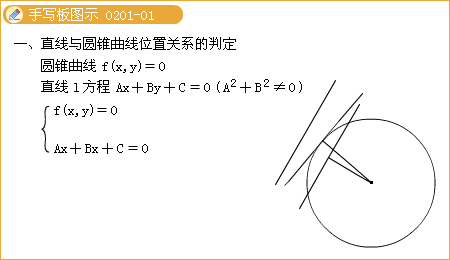 手写板图示 0201-01
一、直线与圆锥曲线位置关系的判定
圆锥曲线 f(x,y)=0
直线 l 方程 Ax+By+C=0(A²+B²≠0)
f(x,y)=0
Ax+Bx+C=0